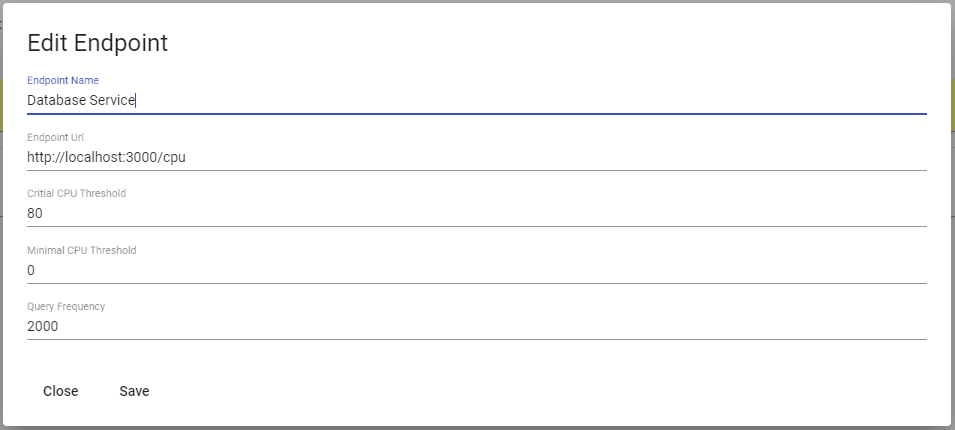 Edit Endpoint
Endpoint Name
Database Service
Endpoint Url
http://localhost:3000/cpu
Critial CPU Threshold
80
Minimal CPU Threshold
0
Query Frequency
2000
Close Save